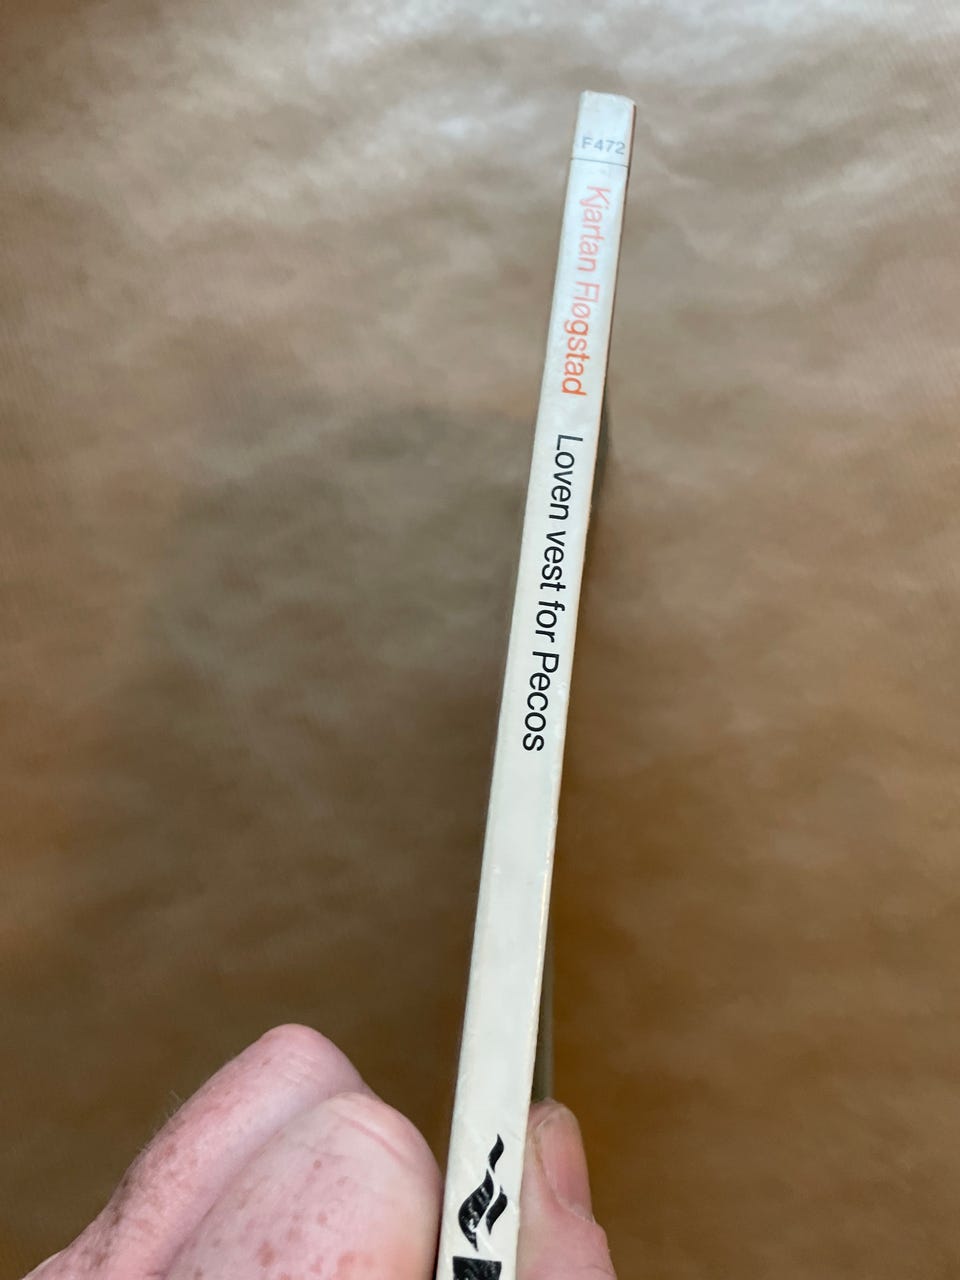 F472
Kjartan Fløgstad
Loven vest for Pecos